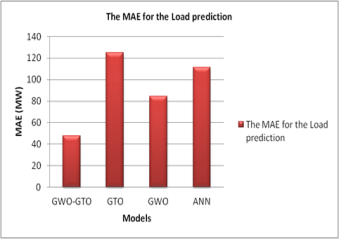 The MAE for the Load prediction
140
120
100
80
60
40
20
0
MAE (MW)
GWO-GTO GTO GWO ANN
Models
The MAE for the Load
prediction